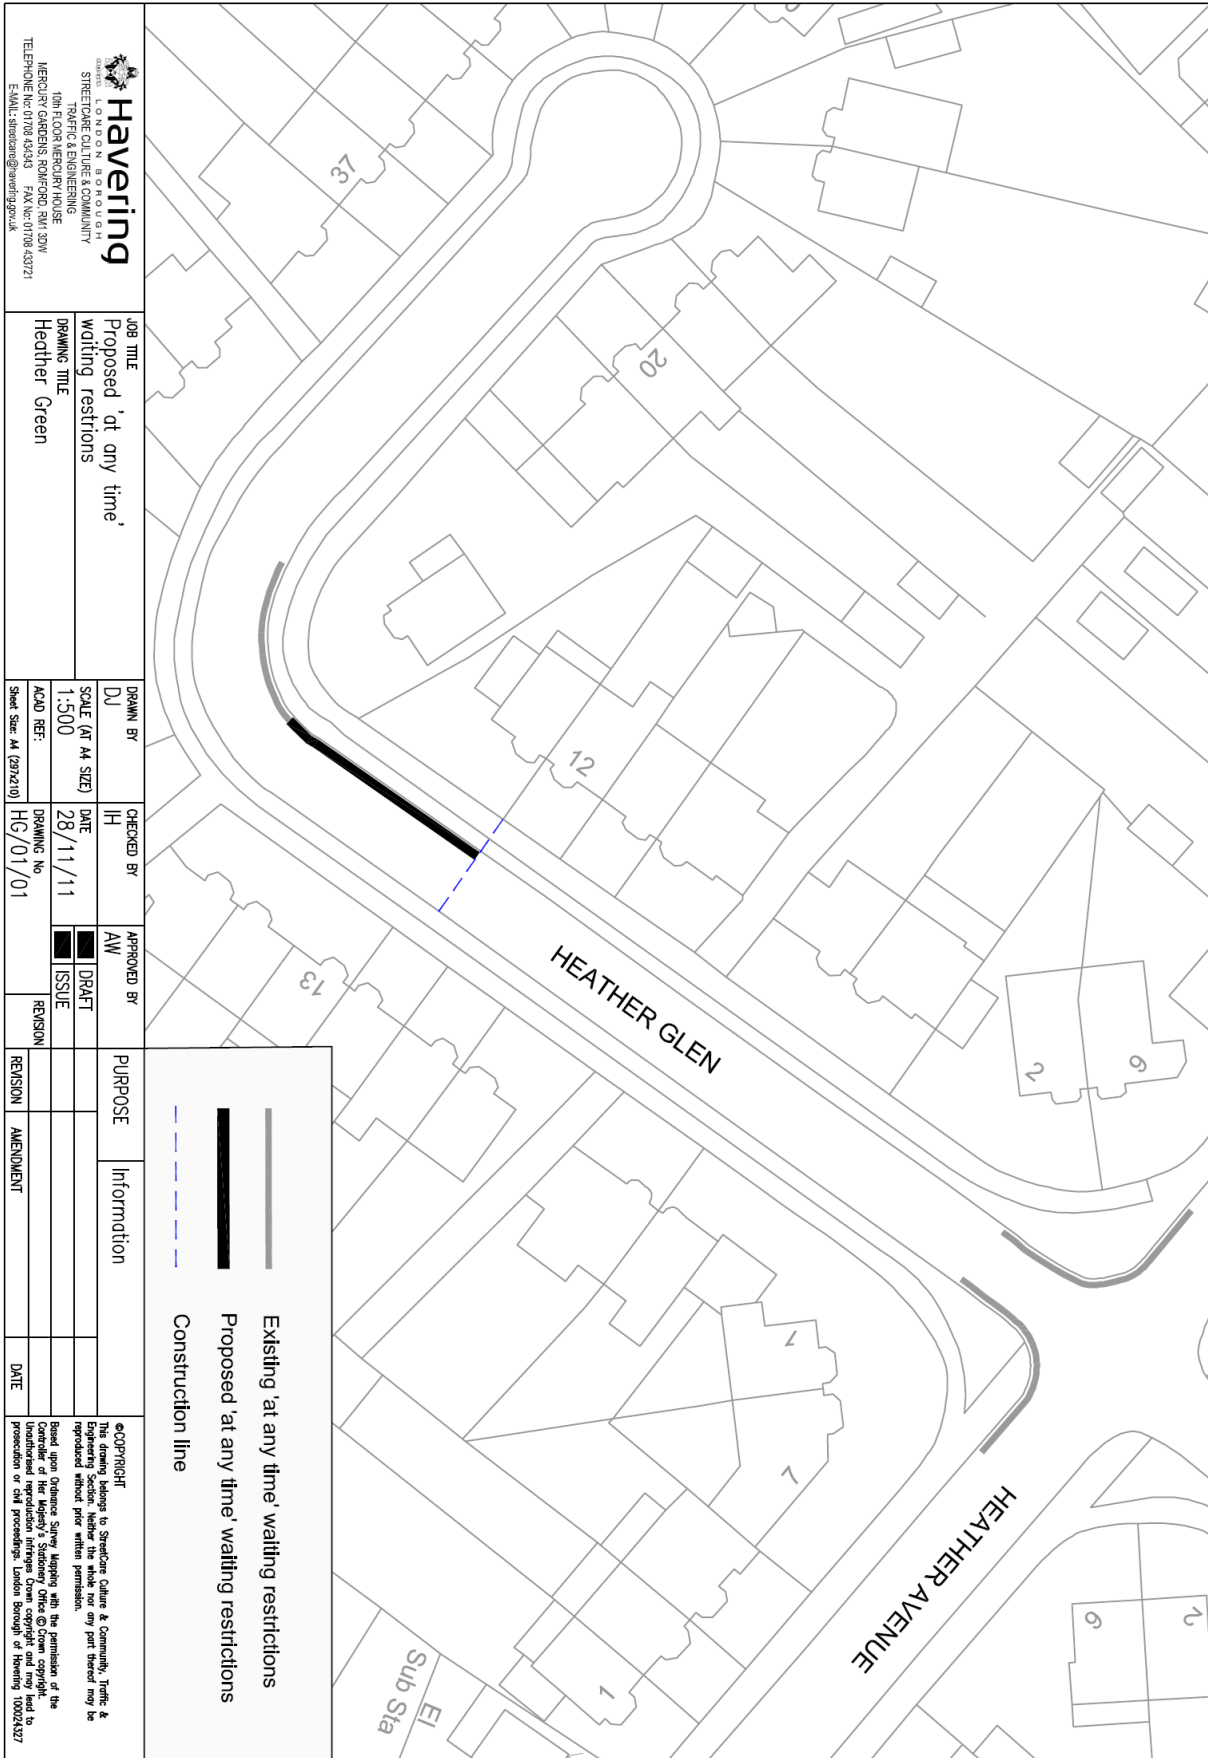 37
20
12
13
HEATHER GLEN
2
6
1
7
HEATHER AVENUE
6
2
1
El
Sub Sta
Existing 'at any time' waiting restrictions
Proposed 'at any time' waiting restrictions
Construction line
Havering
LONDON BOROUGH
STREETCARE CULTURE & COMMUNITY
TRAFFIC & ENGINEERING
10th FLOOR MERCURY HOUSE
MERCURY GARDENS, ROMFORD, RM1 3DW
TELEPHONE No: 01708 434343 FAX No: 01708 433721
E-MAIL: streetcare@havering.gov.uk
JOB TITLE
Proposed 'at any time'
waiting restrions
DRAWING TITLE
Heather Green
DRAWN BY
DJ
CHECKED BY
IH
APPROVED BY
AW
SCALE (AT A4 SIZE)
1:500
DATE
28/11/11
DRAFT
ISSUE
ACAD REF:
DRAWING No
HG/01/01
REVISION
Sheet Size: A4 (297x210)
PURPOSE
Information
REVISION AMENDMENT DATE
©COPYRIGHT
This drawing belongs to StreetCare Culture & Community, Traffic &
Engineering Section. Neither the whole nor any part thereof may be
reproduced without prior written permission.
Based upon Ordnance Survey Mapping with the permission of the
Controller of Her Majesty's Stationery Office © Crown copyright.
Unauthorised reproduction infringes Crown copyright and may lead to
prosecution or civil proceedings. London Borough of Havering 100024327